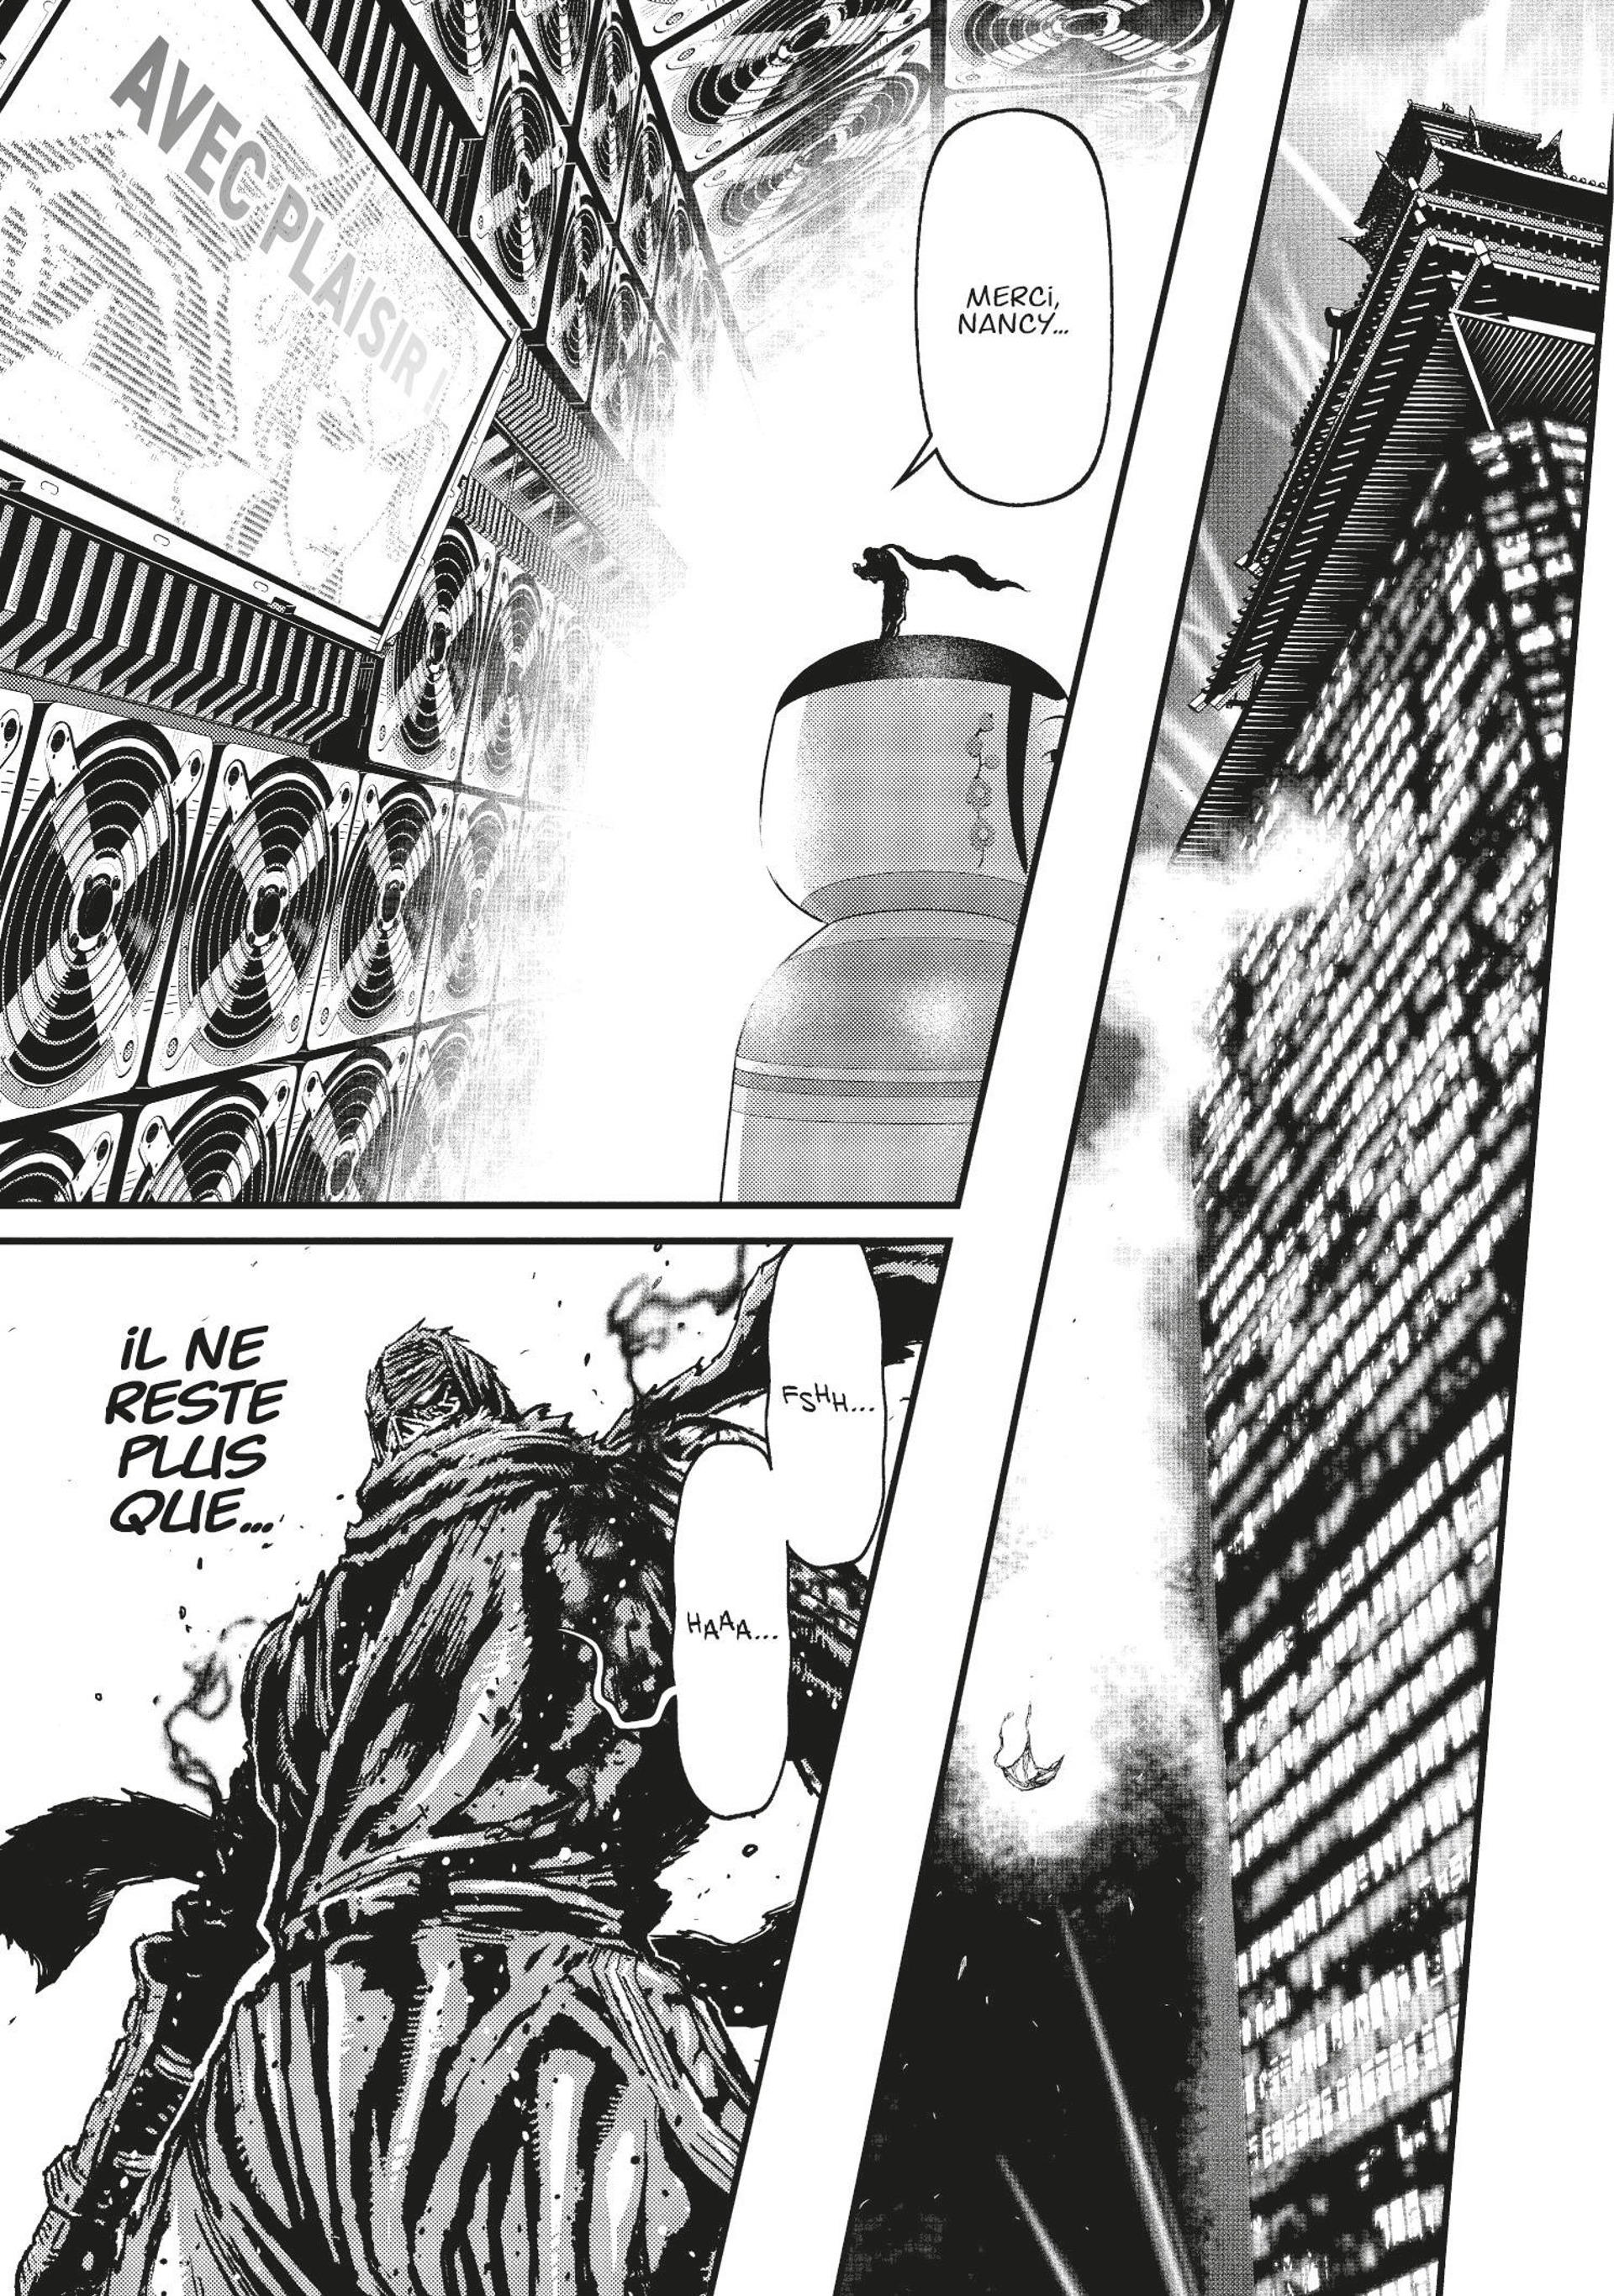 MERCI,
NANCY...
AVEC PLAISIR !
FSHH...
HAAA...
IL NE
RESTE
PLUS
QUE...